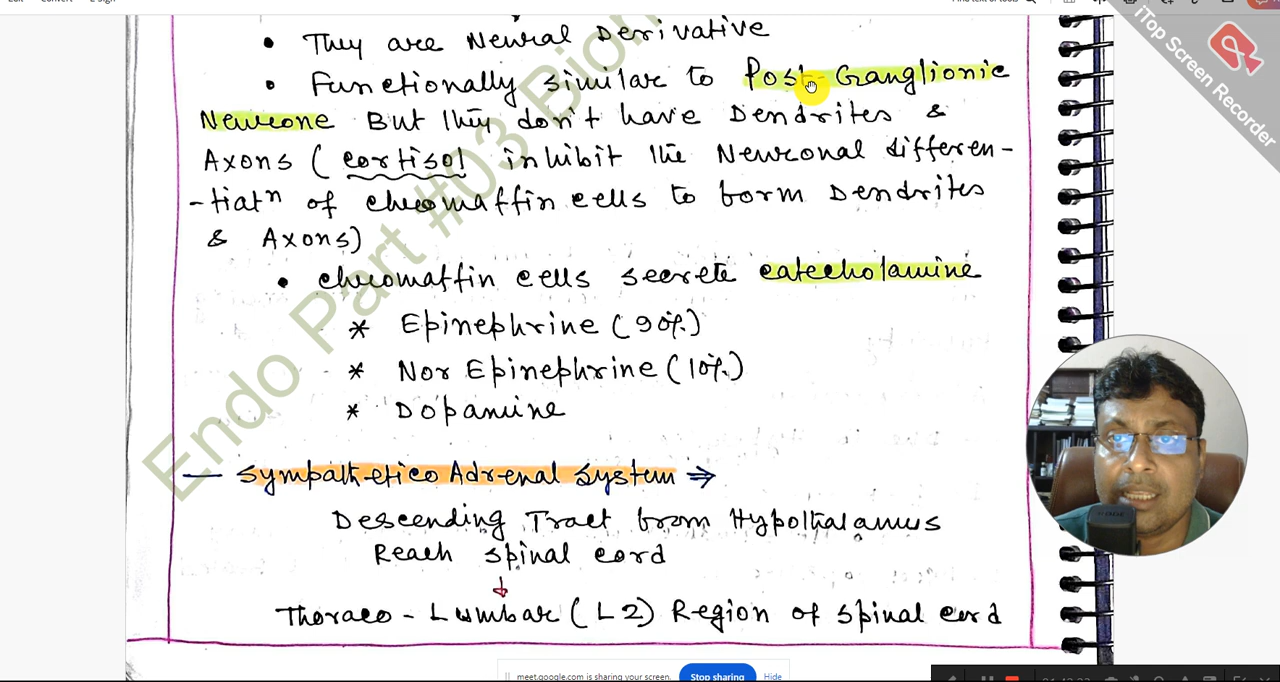 • They are Neural Derivative
• Functionally similar to Post-Ganglionic
Neurone But they don't have Dendrites &
Axons (cortisol inhibit the Neuronal differen-
-tiatn of chromaffin cells to form Dendrites
& Axons)
• chromaffin cells secrete catecholamine
* Epinephrine (90%)
* Nor Epinephrine (10%)
* Dopamine
— Sympathetico Adrenal System ⇒
Descending Tract from Hypothalamus
Reach spinal cord
↓
Thoraco - Lumbar (L2) Region of spinal cord
Endo Part #03 Bion
iTop Screen Recorder
meet.google.com is sharing your screen.
Stop sharing
Hide